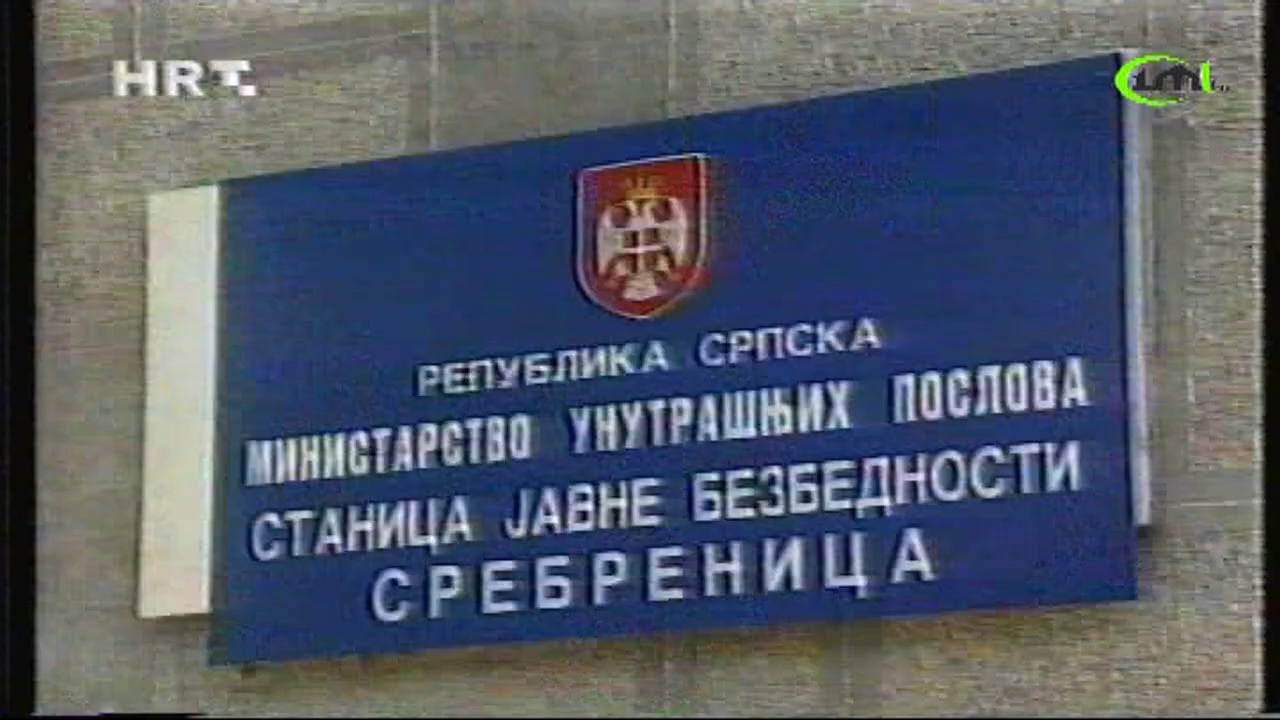 HRT.
РЕПУБЛИКА СРПСКА
МИНИСТАРСТВО УНУТРАШЊИХ ПОСЛОВА
СТАНИЦА ЈАВНЕ БЕЗБЕДНОСТИ
СРЕБРЕНИЦА